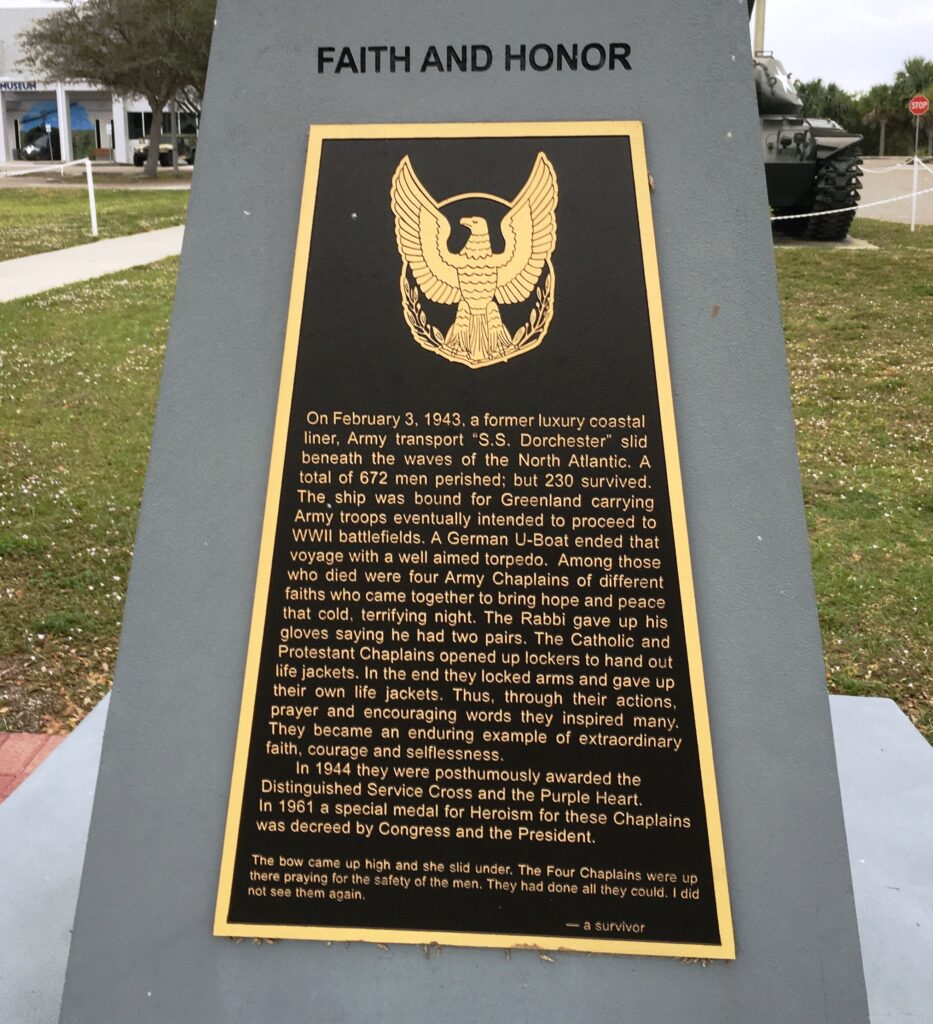 MUSEUM
STOP
FAITH AND HONOR
On February 3, 1943, a former luxury coastal
liner, Army transport "S.S. Dorchester" slid
beneath the waves of the North Atlantic. A
total of 672 men perished; but 230 survived.
The ship was bound for Greenland carrying
Army troops eventually intended to proceed to
WWII battlefields. A German U-Boat ended that
voyage with a well aimed torpedo. Among those
who died were four Army Chaplains of different
faiths who came together to bring hope and peace
that cold, terrifying night. The Rabbi gave up his
gloves saying he had two pairs. The Catholic and
Protestant Chaplains opened up lockers to hand out
life jackets. In the end they locked arms and gave up
their own life jackets. Thus, through their actions,
prayer and encouraging words they inspired many.
They became an enduring example of extraordinary
faith, courage and selflessness.
In 1944 they were posthumously awarded the
Distinguished Service Cross and the Purple Heart.
In 1961 a special medal for Heroism for these Chaplains
was decreed by Congress and the President.
The bow came up high and she slid under. The Four Chaplains were up
there praying for the safety of the men. They had done all they could. I did
not see them again.
— a survivor